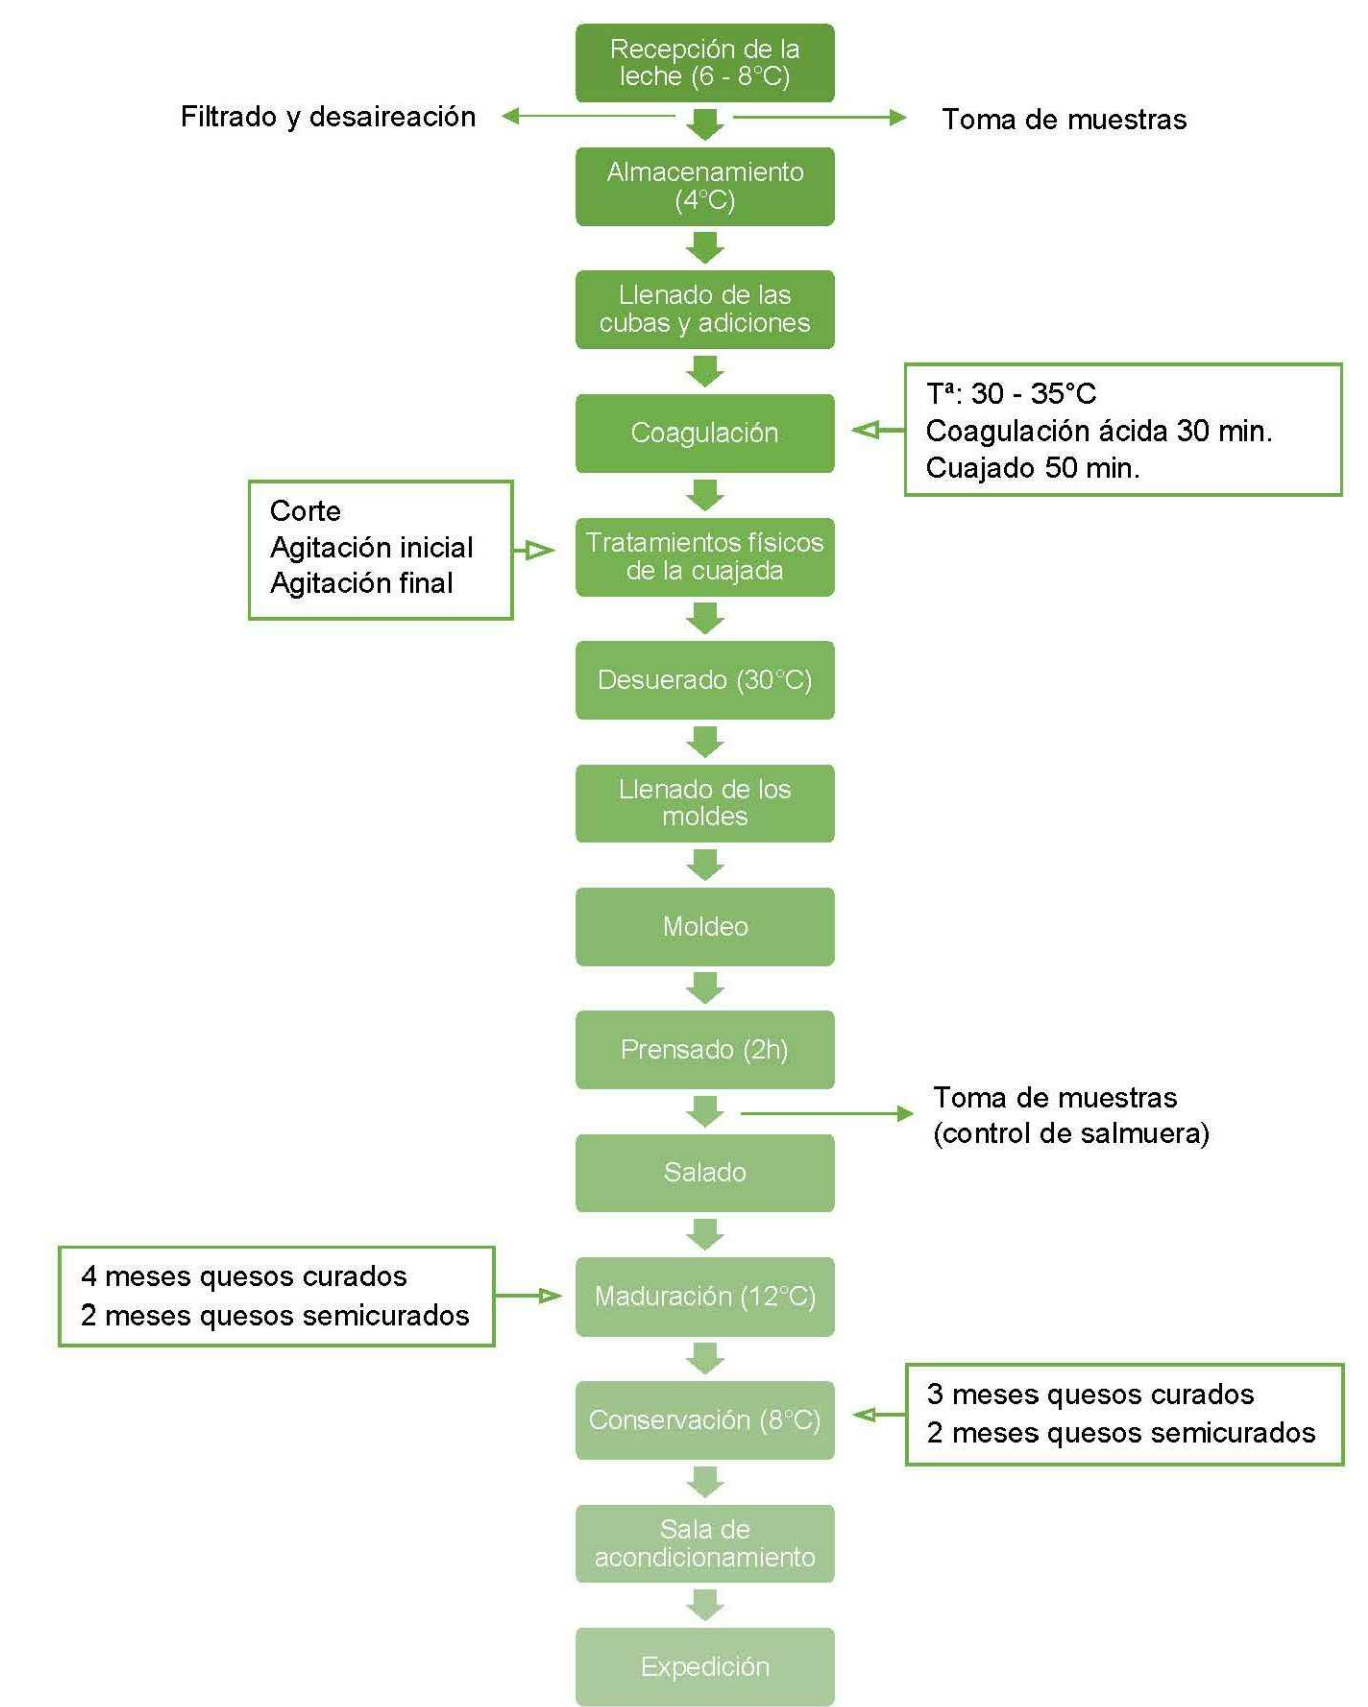 Recepción de la
leche (6 - 8°C)
Filtrado y desaireación
Toma de muestras
Almacenamiento
(4°C)
Llenado de las
cubas y adiciones
Coagulación
Tª: 30 - 35°C
Coagulación ácida 30 min.
Cuajado 50 min.
Corte
Agitación inicial
Agitación final
Tratamientos físicos
de la cuajada
Desuerado (30°C)
Llenado de los
moldes
Moldeo
Prensado (2h)
Toma de muestras
(control de salmuera)
Salado
4 meses quesos curados
2 meses quesos semicurados
Maduración (12°C)
Conservación (8°C)
3 meses quesos curados
2 meses quesos semicurados
Sala de
acondicionamiento
Expedición